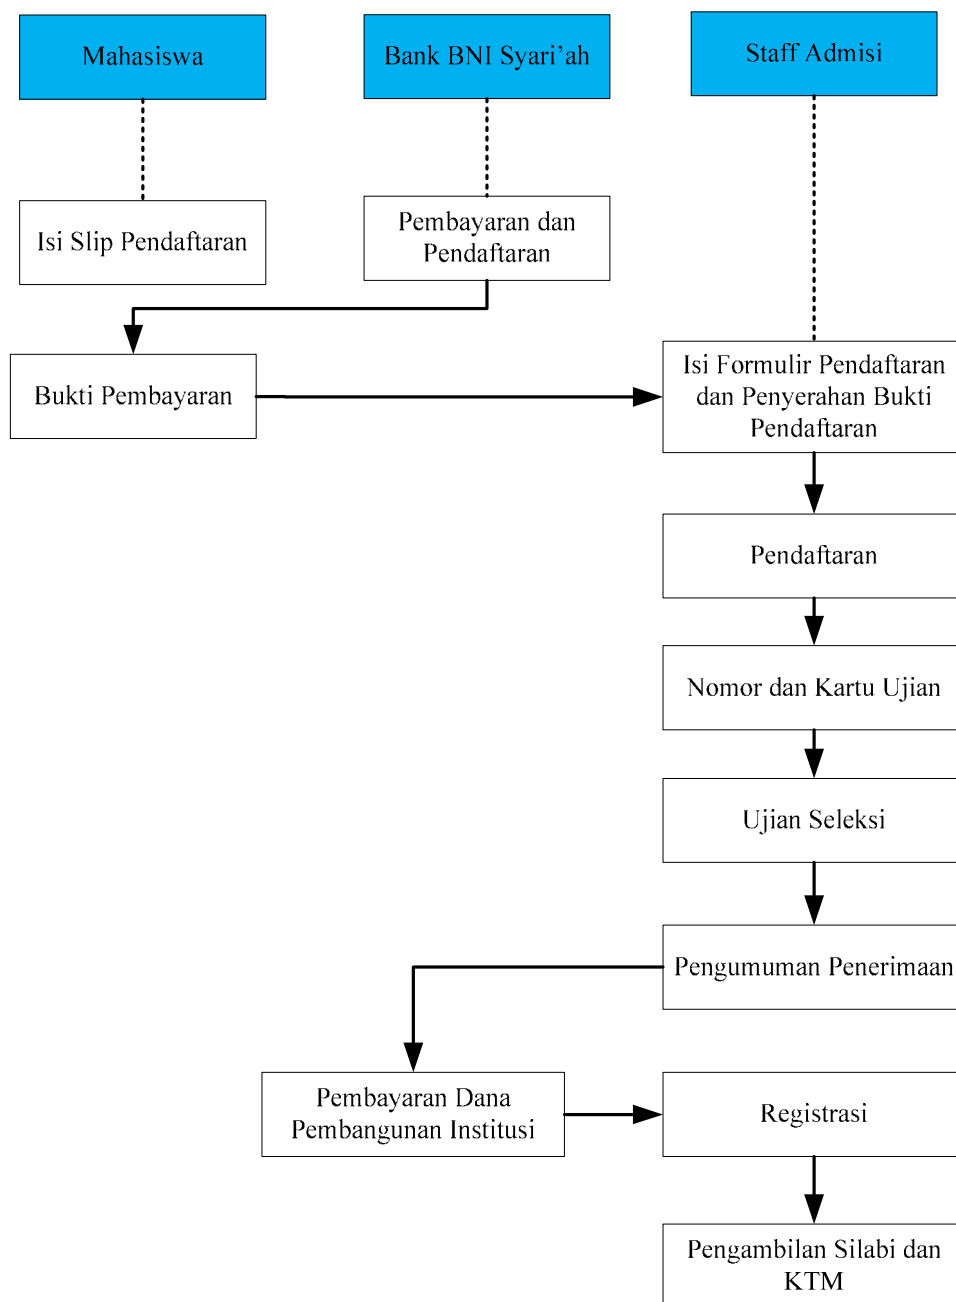 Mahasiswa
Bank BNI Syari’ah
Staff Admisi
Isi Slip Pendaftaran
Pembayaran dan
Pendaftaran
Bukti Pembayaran
Isi Formulir Pendaftaran
dan Penyerahan Bukti
Pendaftaran
Pendaftaran
Nomor dan Kartu Ujian
Ujian Seleksi
Pengumuman Penerimaan
Pembayaran Dana
Pembangunan Institusi
Registrasi
Pengambilan Silabi dan
KTM